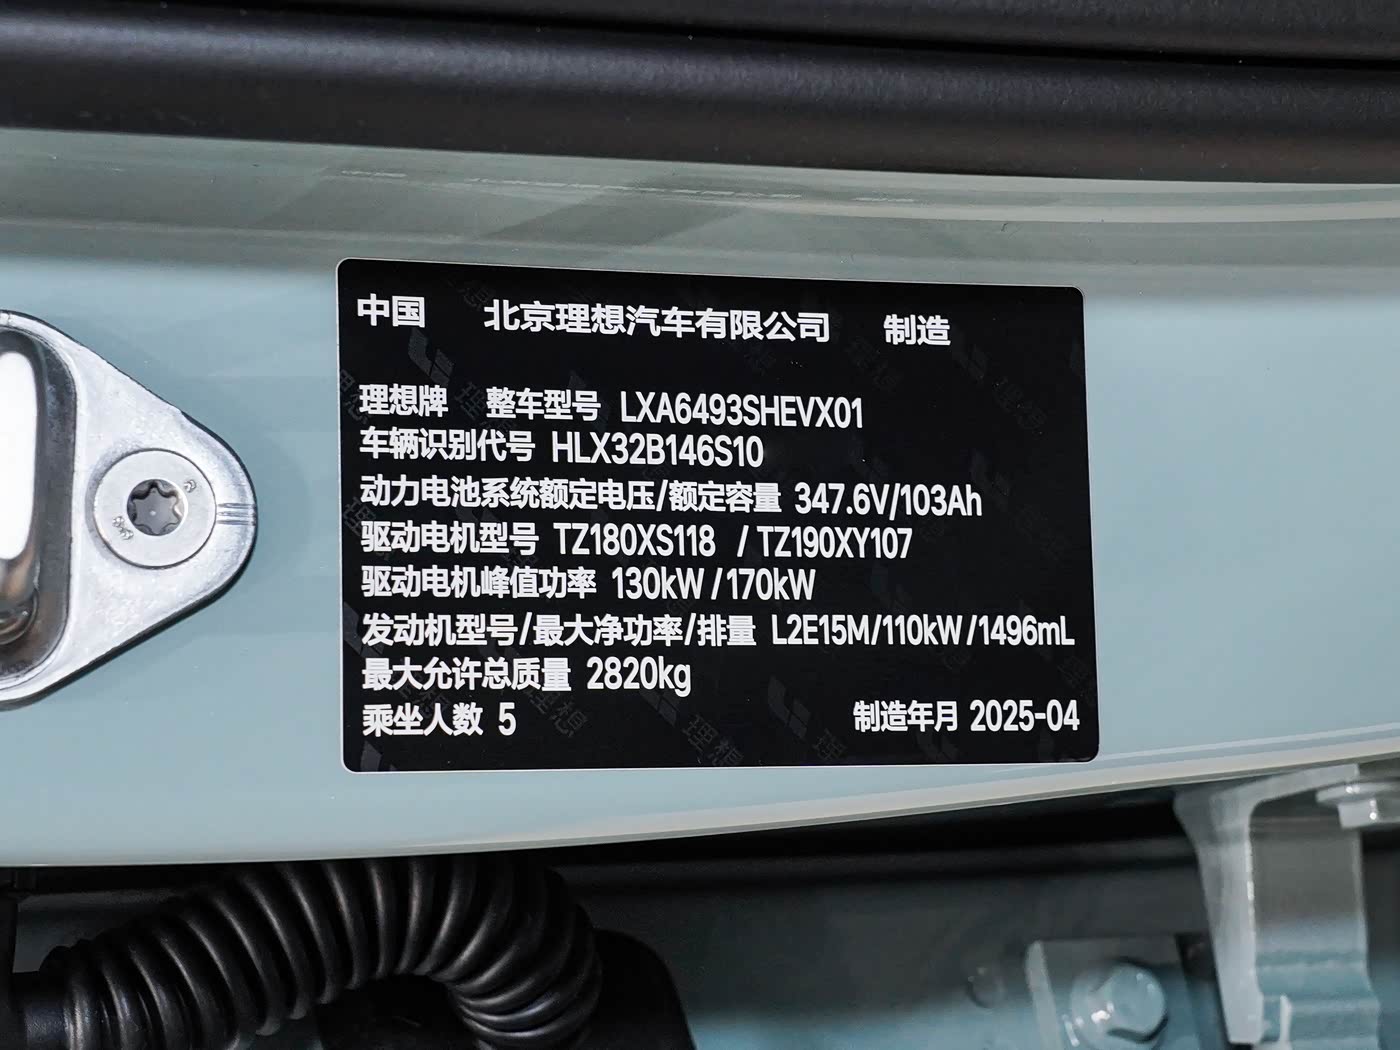 中国 北京理想汽车有限公司 制造
理想牌 整车型号 LXA6493SHEVX01
车辆识别代号 HLX32B146S10
动力电池系统额定电压/额定容量 347.6V/103Ah
驱动电机型号 TZ180XS118 / TZ190XY107
驱动电机峰值功率 130kW / 170kW
发动机型号/最大净功率/排量 L2E15M/110kW/1496mL
最大允许总质量 2820kg
乘坐人数 5 制造年月 2025-04